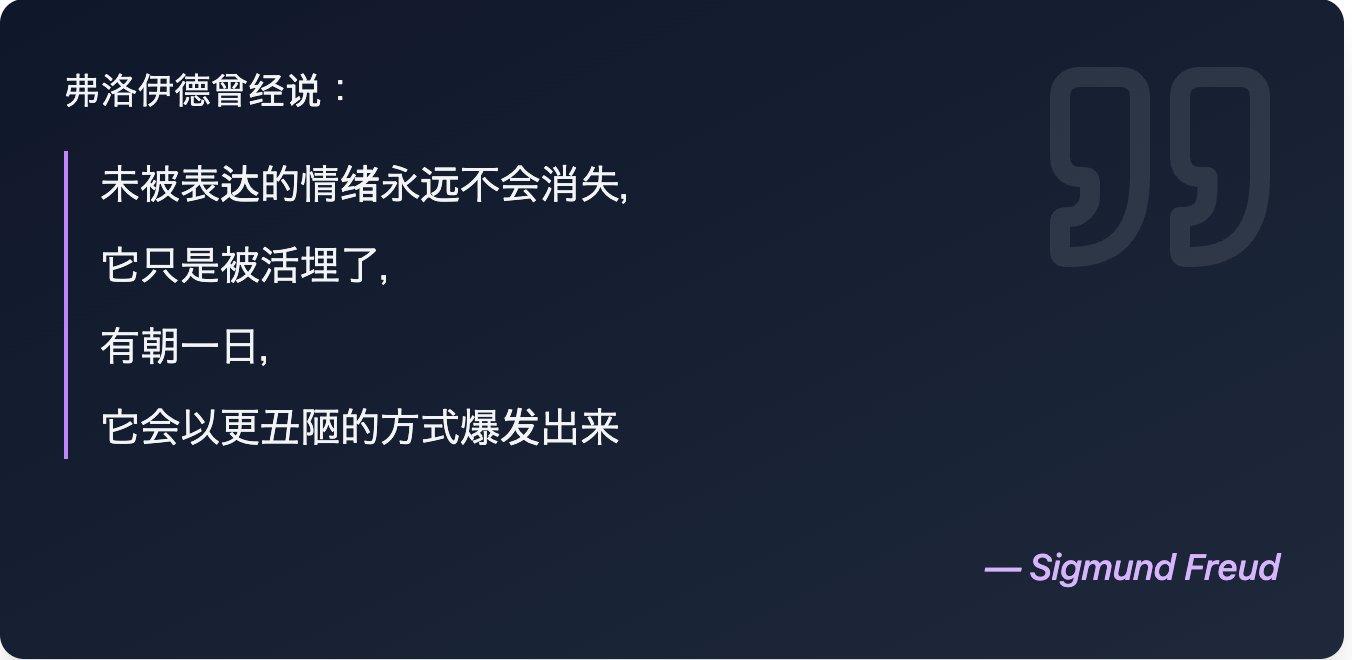 弗洛伊德曾经说：
未被表达的情绪永远不会消失,
它只是被活埋了,
有朝一日,
它会以更丑陋的方式爆发出来
— Sigmund Freud